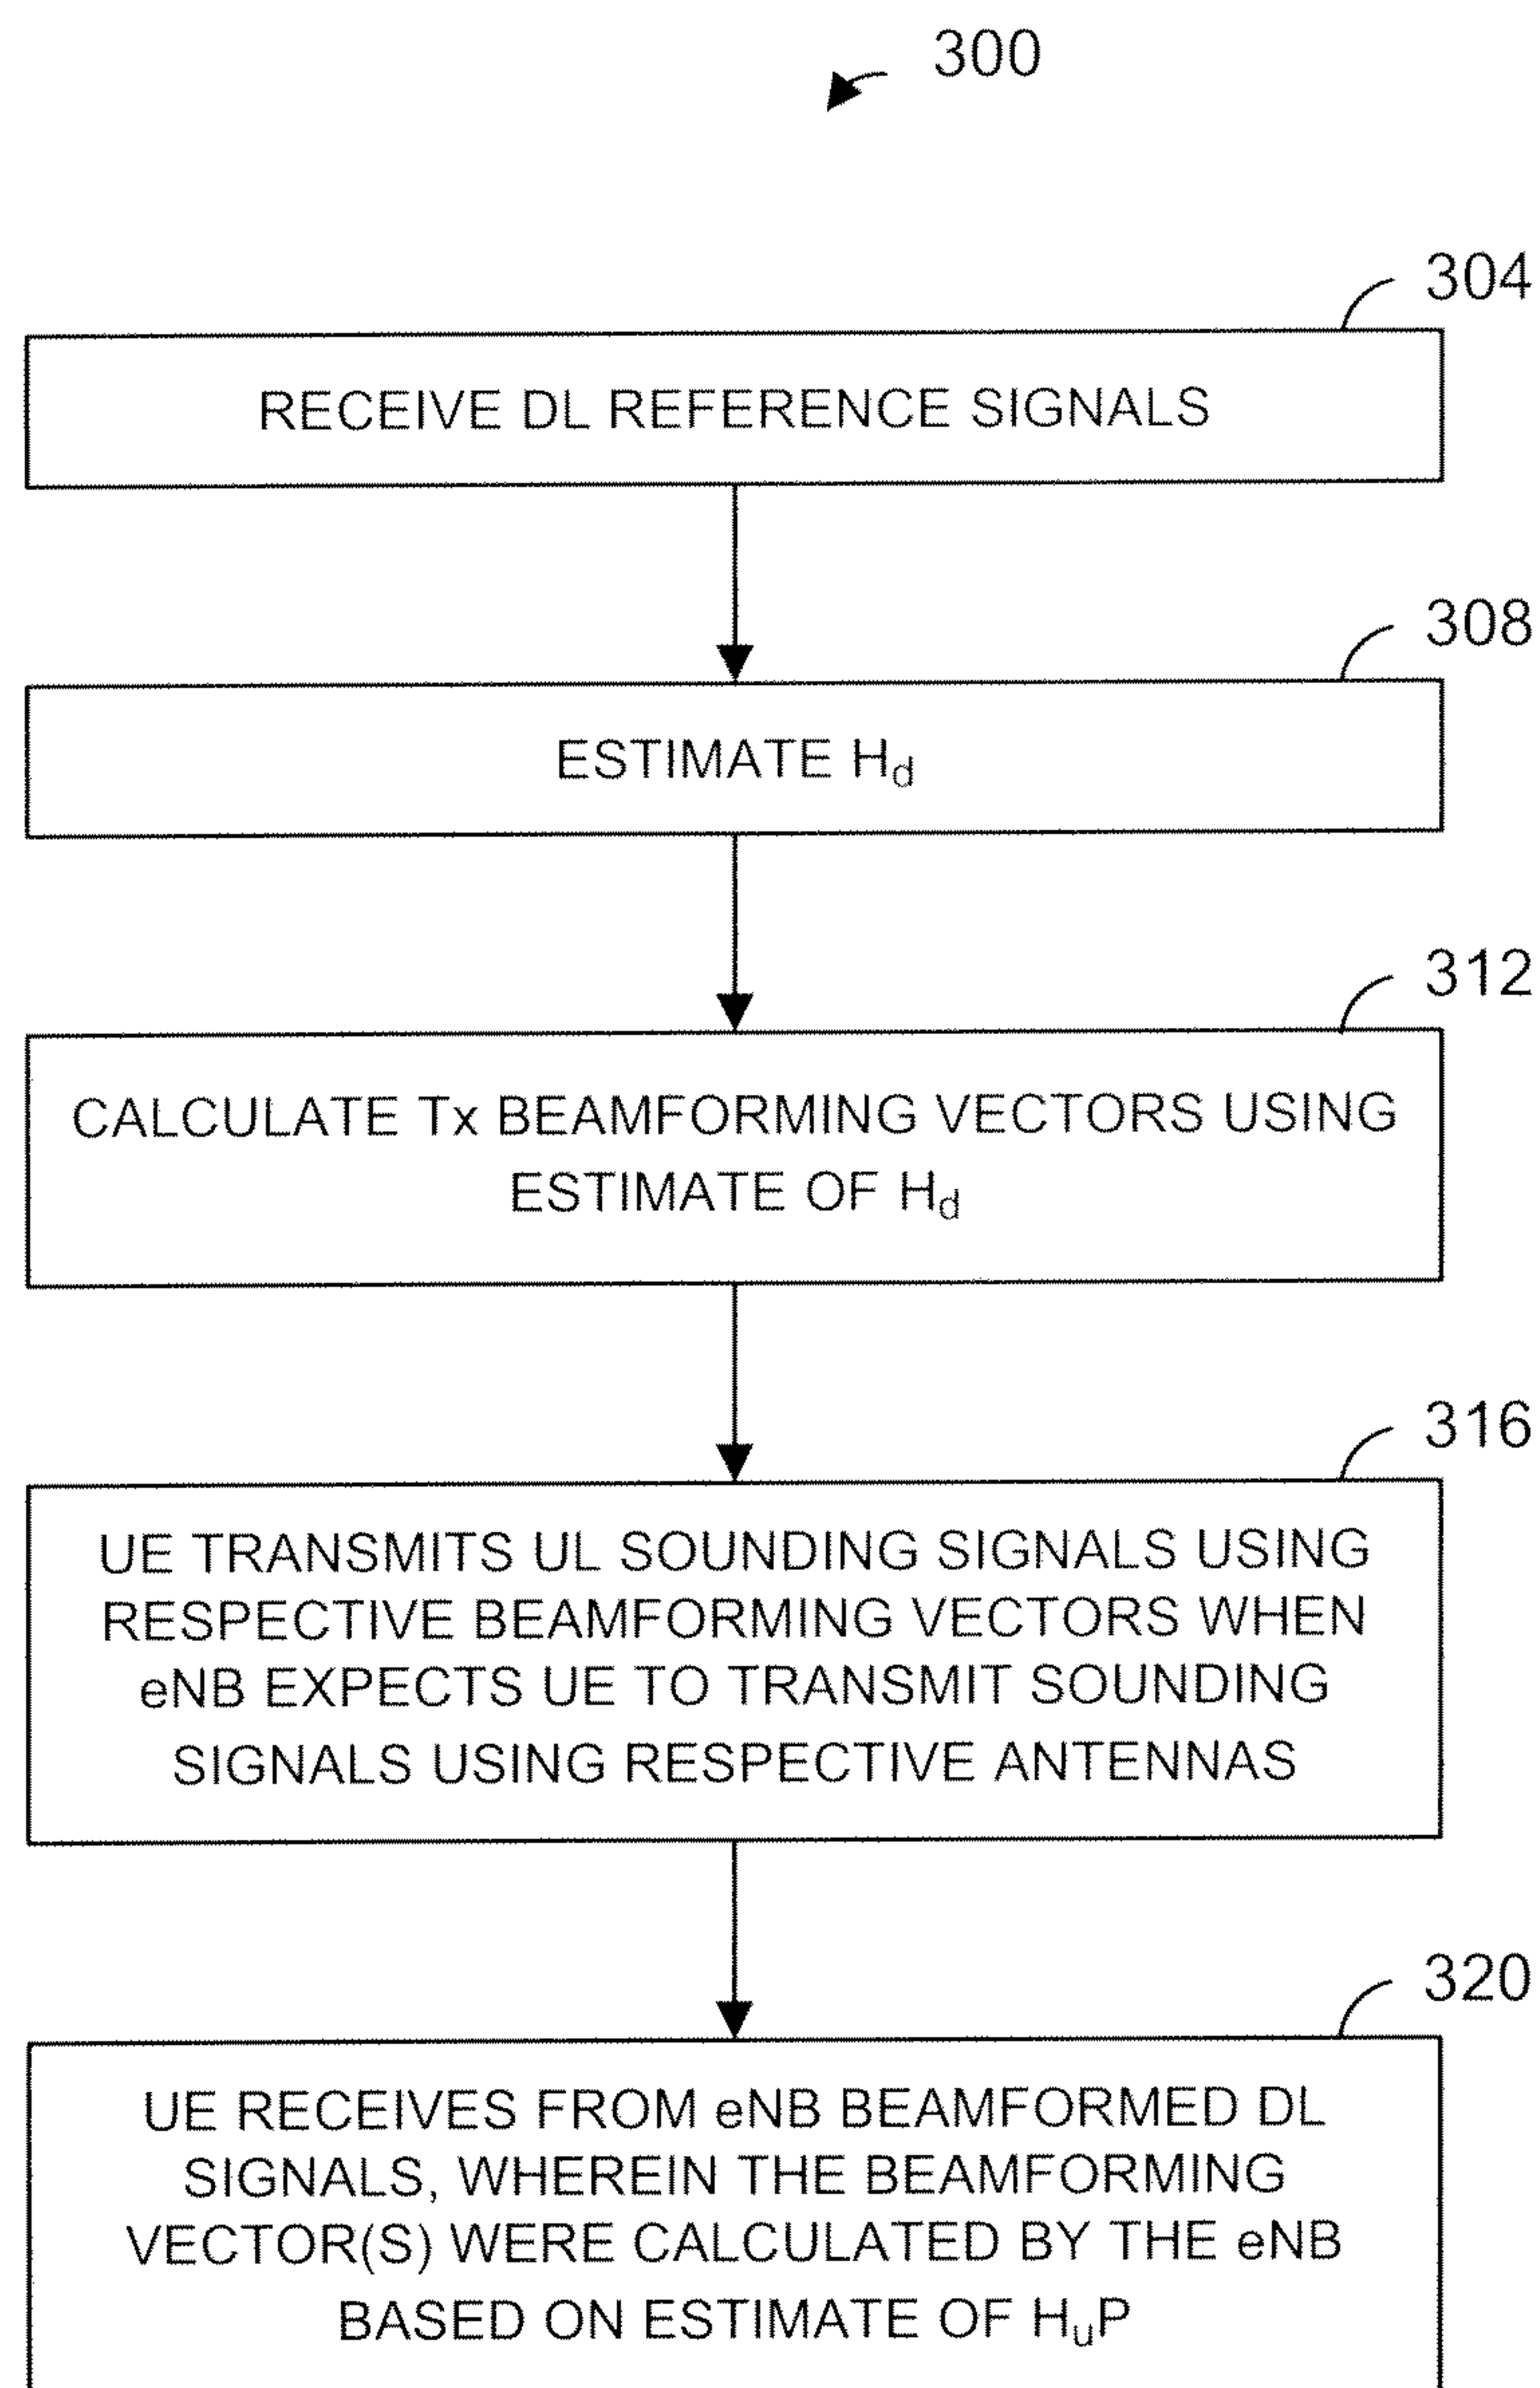 300
304
RECEIVE DL REFERENCE SIGNALS
308
ESTIMATE Hd
312
CALCULATE Tx BEAMFORMING VECTORS USING
ESTIMATE OF Hd
316
UE TRANSMITS UL SOUNDING SIGNALS USING
RESPECTIVE BEAMFORMING VECTORS WHEN
eNB EXPECTS UE TO TRANSMIT SOUNDING
SIGNALS USING RESPECTIVE ANTENNAS
320
UE RECEIVES FROM eNB BEAMFORMED DL
SIGNALS, WHEREIN THE BEAMFORMING
VECTOR(S) WERE CALCULATED BY THE eNB
BASED ON ESTIMATE OF HuP